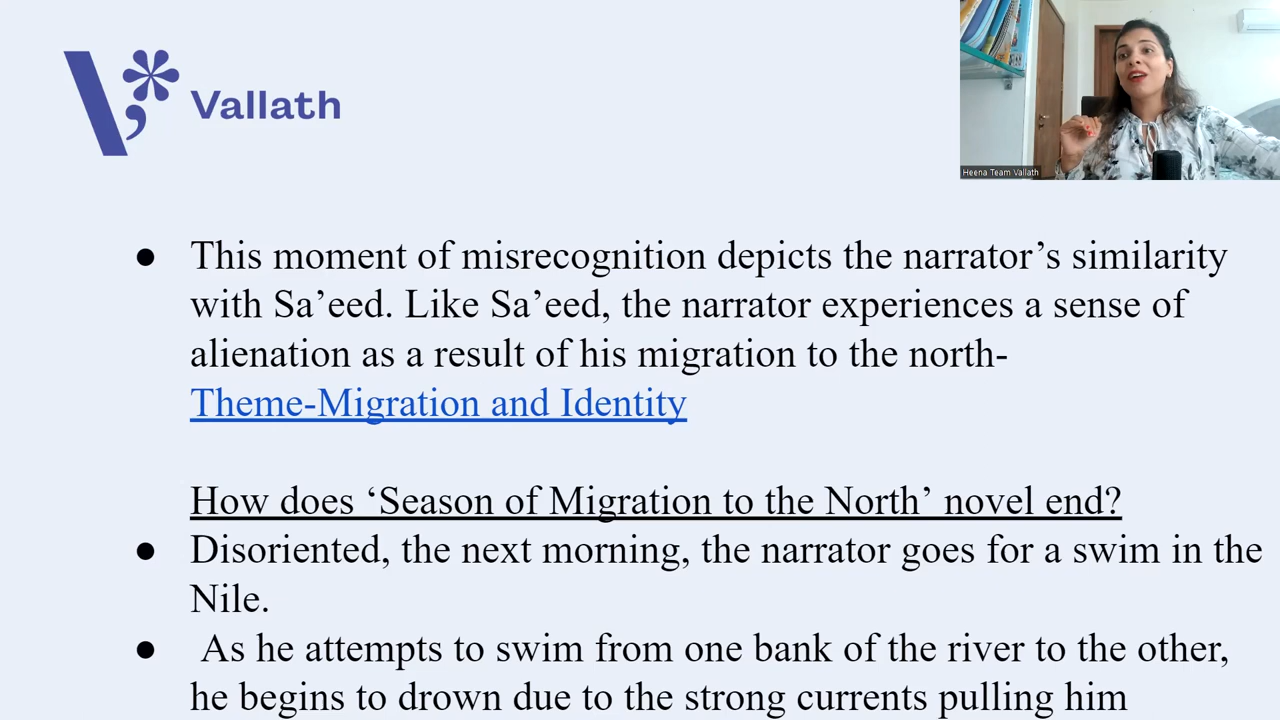 Vallath
Heena Team Vallath
● This moment of misrecognition depicts the narrator’s similarity
with Sa’eed. Like Sa’eed, the narrator experiences a sense of
alienation as a result of his migration to the north-
Theme-Migration and Identity
How does ‘Season of Migration to the North’ novel end?
● Disoriented, the next morning, the narrator goes for a swim in the
Nile.
● As he attempts to swim from one bank of the river to the other,
he begins to drown due to the strong currents pulling him